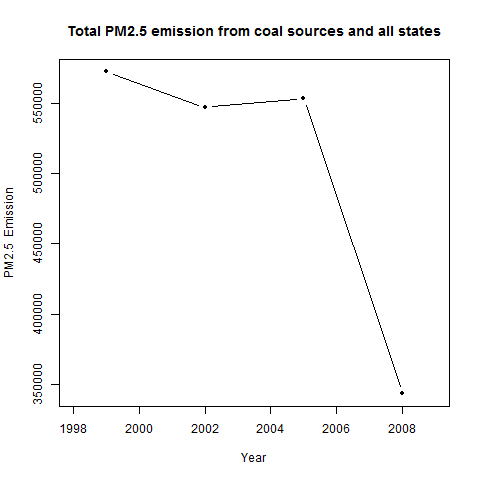 Total PM2.5 emission from coal sources and all states
PM2.5 Emission
550000
500000
450000
400000
350000
1998 2000 2002 2004 2006 2008
Year